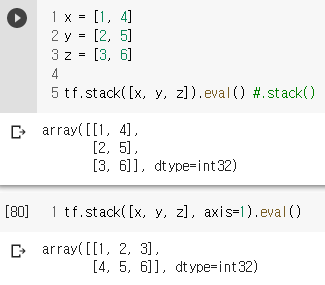 1 x = [1, 4]
2 y = [2, 5]
3 z = [3, 6]
4
5 tf.stack([x, y, z]).eval() #.stack()
array([[1, 4],
[2, 5],
[3, 6]], dtype=int32)
[80] 1 tf.stack([x, y, z], axis=1).eval()
array([[1, 2, 3],
[4, 5, 6]], dtype=int32)